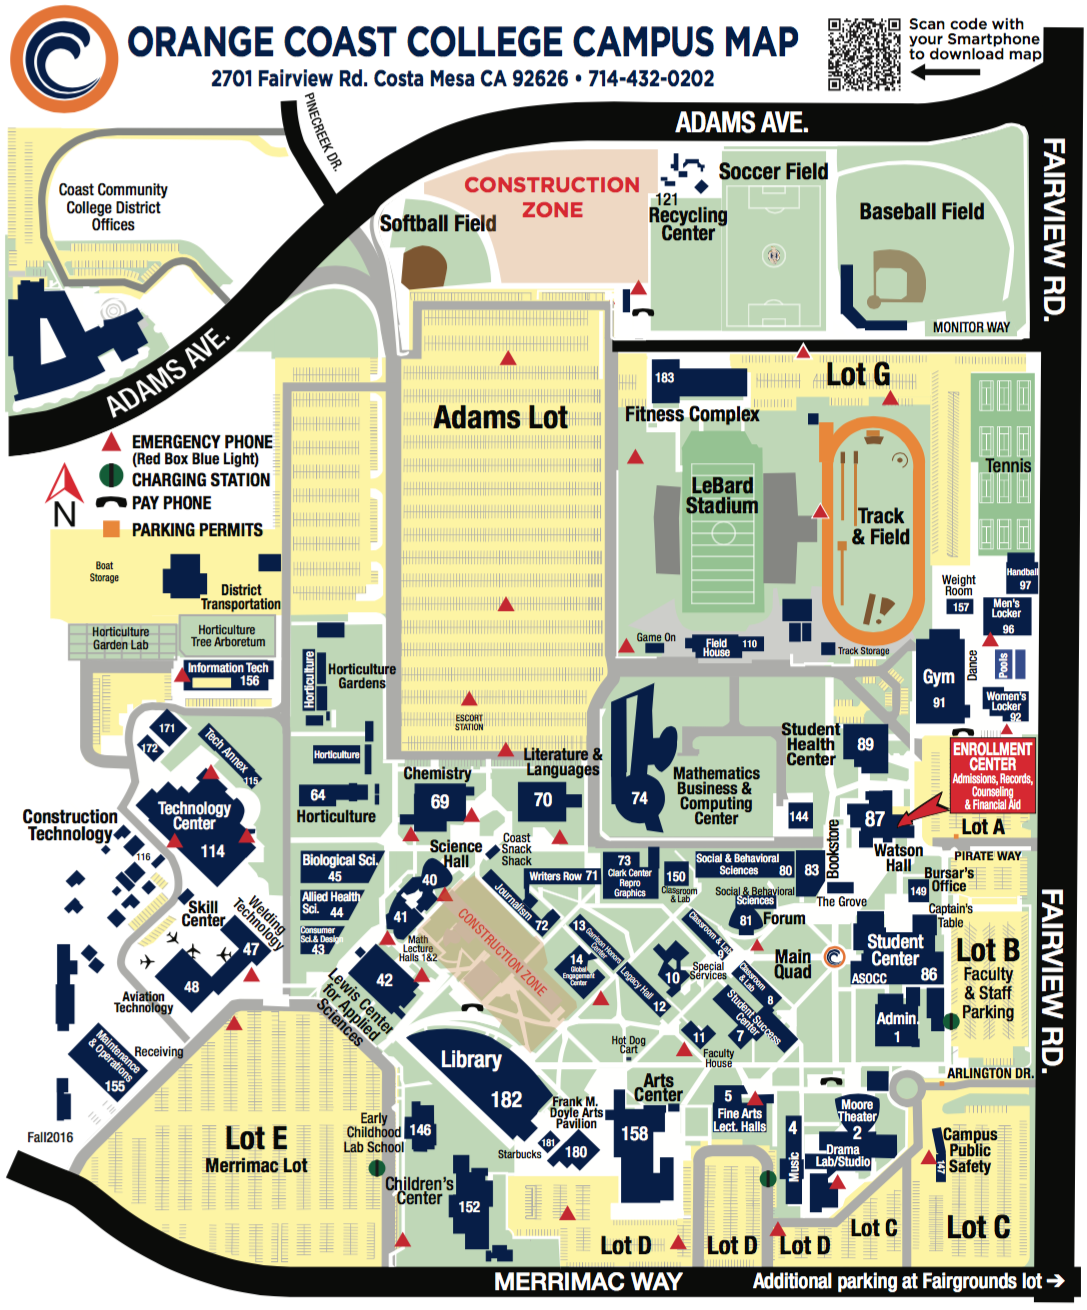 ORANGE COAST COLLEGE CAMPUS MAP
2701 Fairview Rd. Costa Mesa CA 92626 • 714-432-0202
Scan code with
your Smartphone
to download map
PINECREEK DR.
ADAMS AVE.
FAIRVIEW RD.
Coast Community
College District
Offices
CONSTRUCTION
ZONE
Softball Field
121
Recycling
Center
Soccer Field
Baseball Field
MONITOR WAY
ADAMS AVE.
EMERGENCY PHONE
(Red Box Blue Light)
CHARGING STATION
PAY PHONE
PARKING PERMITS
N
Adams Lot
183
Fitness Complex
Lot G
Tennis
LeBard
Stadium
Track
& Field
Boat
Storage
District
Transportation
Horticulture
Garden Lab
Horticulture
Tree Arboretum
Information Tech
156
Horticulture
Horticulture
Gardens
Weight
Room
157
Handball
97
Men's
Locker
96
Game On
Field
House
110
Track Storage
Gym
91
Dance
Pools
Women's
Locker
92
ESCORT
STATION
171
172
Tech Annex
115
Horticulture
64
Horticulture
Chemistry
69
Literature &
Languages
70
74
Mathematics
Business &
Computing
Center
Student
Health
Center
89
ENROLLMENT
CENTER
Admissions, Records,
Counseling
& Financial Aid
144
87
Lot A
Watson
Hall
PIRATE WAY
Construction
Technology
116
Technology
Center
114
Science
Hall
Coast
Snack
Shack
Biological Sci.
45
Allied Health
Sci. 44
Consumer
Sci.& Design
43
40
41
Math
Lecture
Halls 1&2
42
Lewis Center
for Applied
Sciences
Writers Row 71
73
Clark Center
Repro
Graphics
150
Classroom
& Lab
Social & Behavioral
Sciences 80
83
Bookstore
Bursar's
Office
149
The Grove
Social & Behavioral
Sciences
81
Forum
Captain's
Table
Journalism
72
CONSTRUCTION ZONE
13
Garrison Honors
Center
14
Global
Engagement
Center
Legacy Hall
12
Classroom & Lab
9
10
Special
Services
Classroom
& Lab
8
Student Success
Center
7
11
Faculty
House
Main
Quad
Student
Center
ASOCC
86
Lot B
Faculty
& Staff
Parking
Admin.
1
Skill
Center
Welding
Technology
47
48
Aviation
Technology
Receiving
Maintenance
& Operations
155
Fall2016
Hot Dog
Cart
ARLINGTON DR.
FAIRVIEW RD.
Library
182
Frank M.
Doyle Arts
Pavilion
181
180
Starbucks
Arts
Center
158
5
Fine Arts
Lect. Halls
4
Music
Moore
Theater
2
Drama
Lab/Studio
Campus
Public
Safety
147
Early
Childhood
Lab School
146
Children's
Center
152
Lot E
Merrimac Lot
Lot D
Lot D
Lot D
Lot C
Lot C
MERRIMAC WAY
Additional parking at Fairgrounds lot →